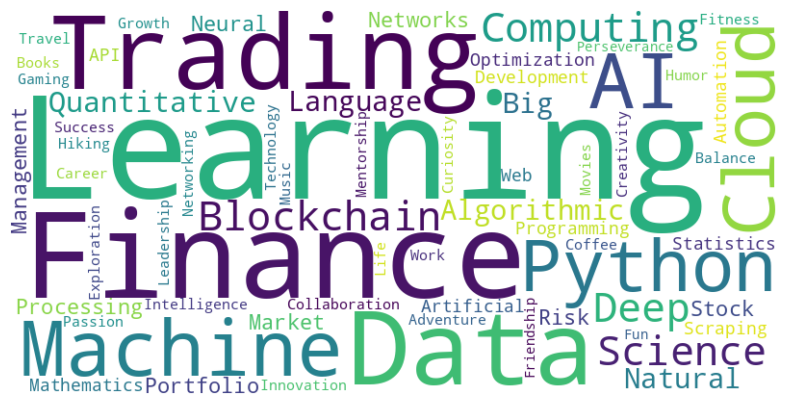 Travel
Growth
Neural
Networks
Computing
Fitness
Trading
API
Books
Gaming
Optimization
Perseverance
Development
AI
Humor
Cloud
Automation
Quantitative
Language
Big
Management
Success
Hiking
Career
Learning
Networking
Technology
Music
Mentorship
Curiosity
Web
Movies
Creativity
Balance
Blockchain
Algorithmic
Programming
Finance
Exploration
Leadership
Life
Work
Coffee
Statistics
Python
Processing
Intelligence
Collaboration
Artificial
Adventure
Friendship
Risk
Deep
Stock
Scraping
Passion
Market
Machine
Data
Fun
Science
Mathematics
Portfolio
Innovation
Natural